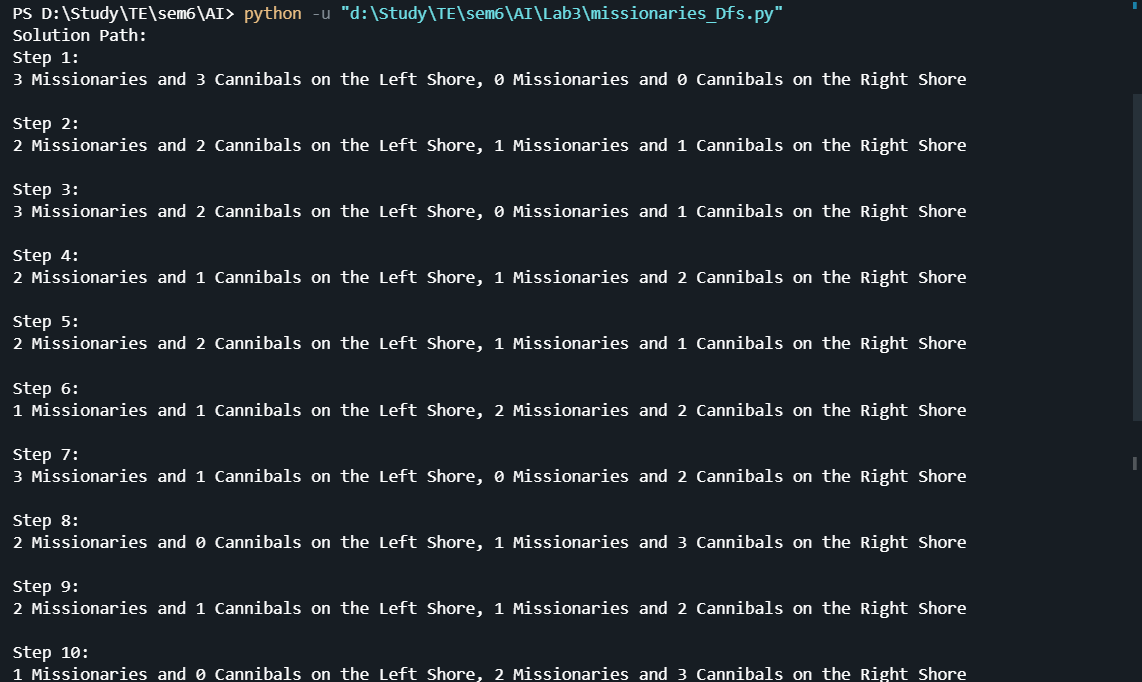 PS D:\Study\TE\sem6\AI> python -u "d:\Study\TE\sem6\AI\Lab3\missionaries_Dfs.py"
Solution Path:
Step 1:
3 Missionaries and 3 Cannibals on the Left Shore, 0 Missionaries and 0 Cannibals on the Right Shore
Step 2:
2 Missionaries and 2 Cannibals on the Left Shore, 1 Missionaries and 1 Cannibals on the Right Shore
Step 3:
3 Missionaries and 2 Cannibals on the Left Shore, 0 Missionaries and 1 Cannibals on the Right Shore
Step 4:
2 Missionaries and 1 Cannibals on the Left Shore, 1 Missionaries and 2 Cannibals on the Right Shore
Step 5:
2 Missionaries and 2 Cannibals on the Left Shore, 1 Missionaries and 1 Cannibals on the Right Shore
Step 6:
1 Missionaries and 1 Cannibals on the Left Shore, 2 Missionaries and 2 Cannibals on the Right Shore
Step 7:
3 Missionaries and 1 Cannibals on the Left Shore, 0 Missionaries and 2 Cannibals on the Right Shore
Step 8:
2 Missionaries and 0 Cannibals on the Left Shore, 1 Missionaries and 3 Cannibals on the Right Shore
Step 9:
2 Missionaries and 1 Cannibals on the Left Shore, 1 Missionaries and 2 Cannibals on the Right Shore
Step 10:
1 Missionaries and 0 Cannibals on the Left Shore, 2 Missionaries and 3 Cannibals on the Right Shore